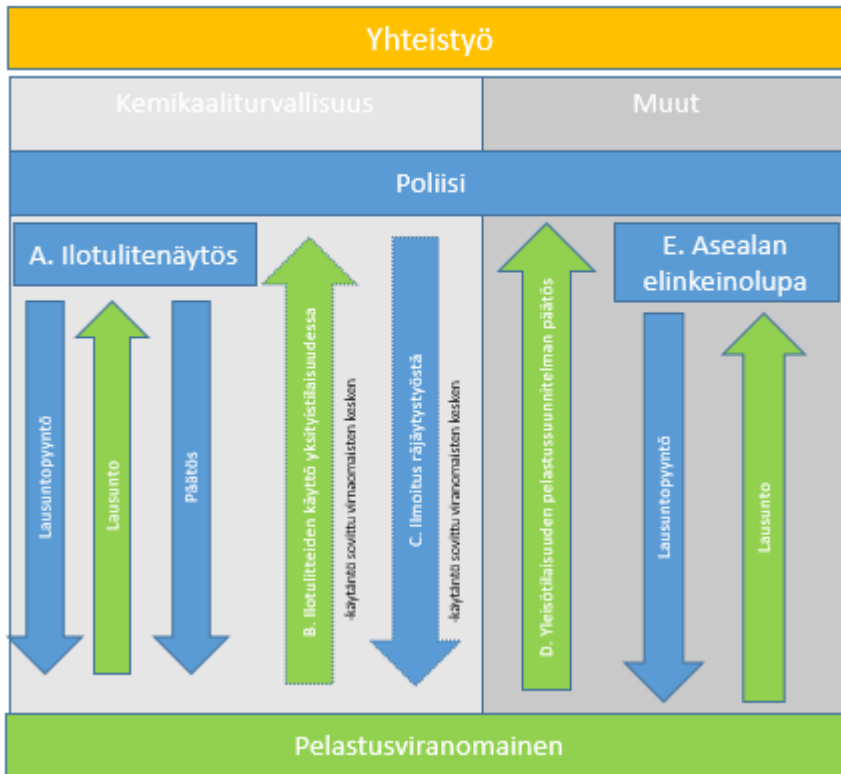 Yhteistyö
Kemikaaliturvallisuus
Muut
Poliisi
A. Ilotulitenäytös
Lausuntopyyntö
Lausunto
Päätös
B. Ilotulitteiden käyttö yksityistilaisuudessa
-käytäntö sovittu virnaomaisten kesken
C. Ilmoitus räjäytystyöstä
-käytäntö sovittu viranomaisten kesken
D. Yleisötilaisuuden pelastussuunnitelman päätös
E. Asealan
elinkeinolupa
Lausuntopyyntö
Lausunto
Pelastusviranomainen